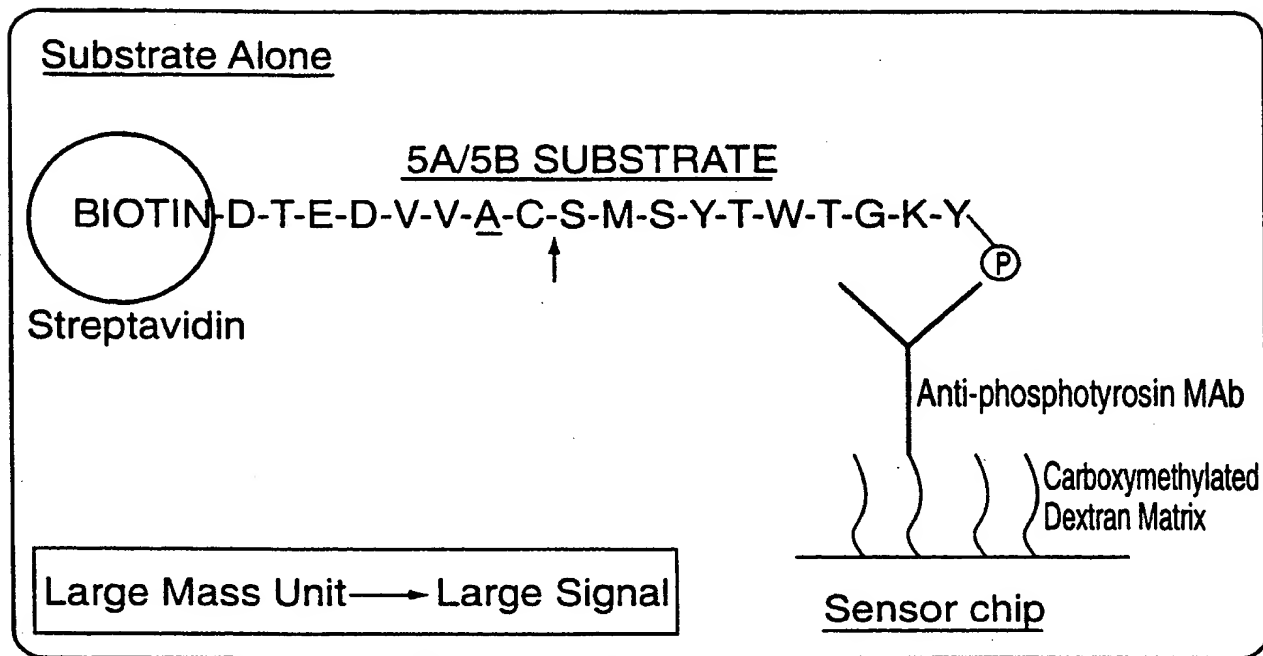 Substrate Alone
5A/5B SUBSTRATE
BIOTIN-D-T-E-D-V-V-A-C-S-M-S-Y-T-W-T-G-K-Y
P
Streptavidin
Anti-phosphotyrosin MAb
Carboxymethylated
Dextran Matrix
Large Mass Unit → Large Signal
Sensor chip